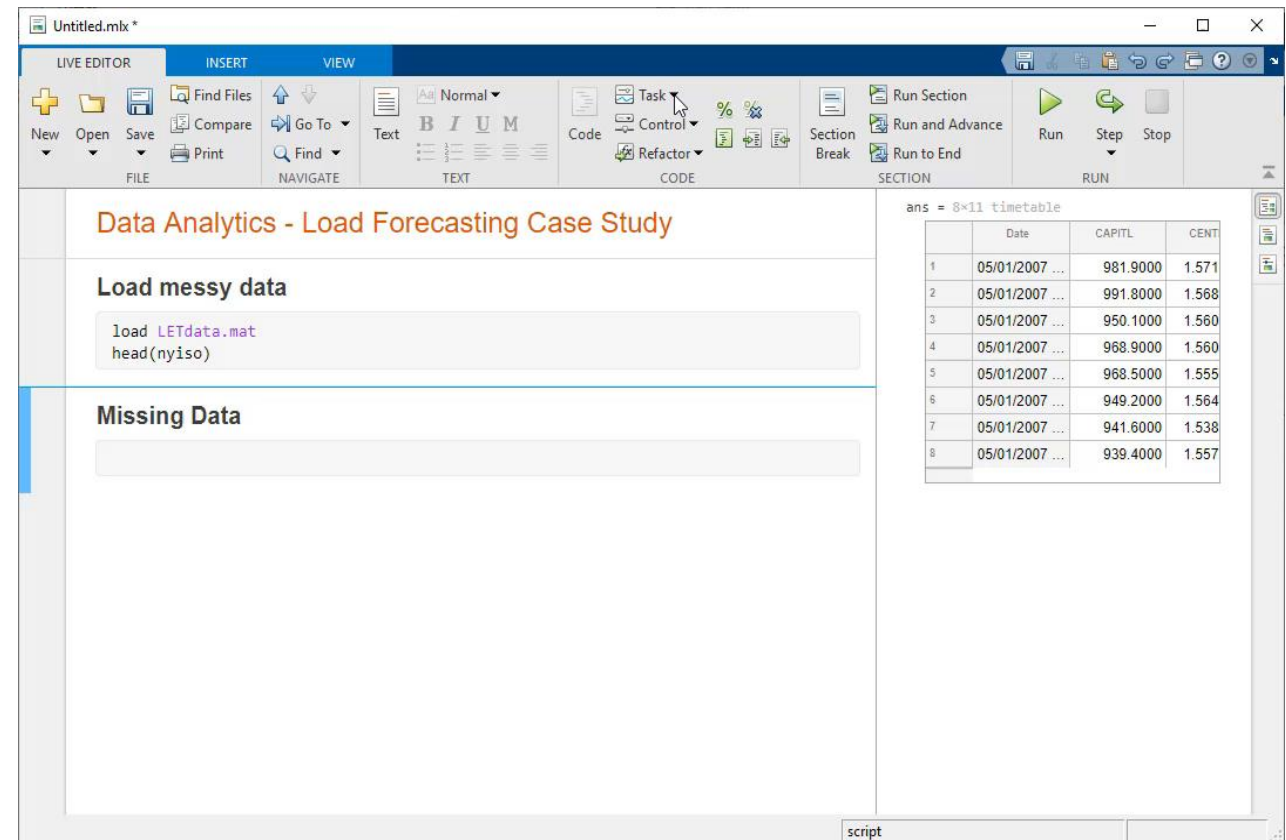 Untitled.mlx *
LIVE EDITOR INSERT VIEW
New Open Save Find Files Compare Print
FILE
Go To Find
NAVIGATE
Text Aa Normal
B I U M
TEXT
Code Task Control Refactor
CODE
Section Break Run Section Run and Advance Run to End
SECTION
Run Step Stop
RUN
Data Analytics - Load Forecasting Case Study
Load messy data
load LETdata.mat
head(nyiso)
Missing Data
ans = 8×11 timetable
Date CAPITL CENT
1 05/01/2007 ... 981.9000 1.571
2 05/01/2007 ... 991.8000 1.568
3 05/01/2007 ... 950.1000 1.560
4 05/01/2007 ... 968.9000 1.560
5 05/01/2007 ... 968.5000 1.555
6 05/01/2007 ... 949.2000 1.564
7 05/01/2007 ... 941.6000 1.538
8 05/01/2007 ... 939.4000 1.557
script